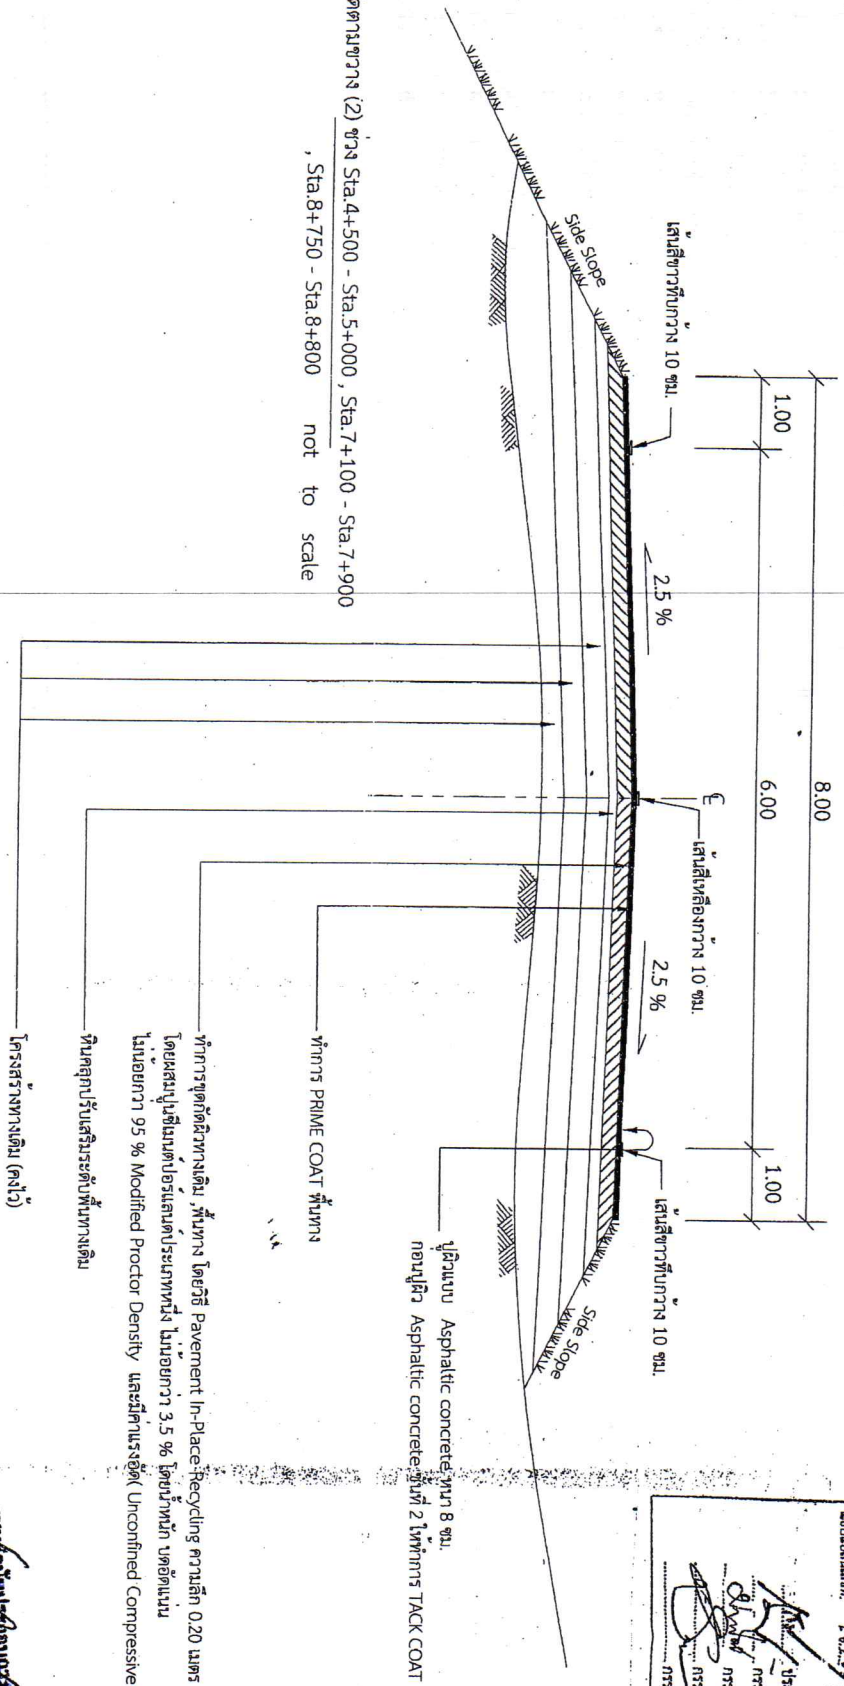 8.00
1.00
6.00
1.00
เส้นสีขาวทึบกว้าง 10 ซม.
เส้นสีเหลืองกว้าง 10 ซม.
เส้นสีขาวทึบกว้าง 10 ซม.
2.5 %
2.5 %
Side Slope
Side Slope
ปูผิวแบบ Asphaltic concrete หนา 8 ซม.
ก่อนปูผิว Asphaltic concrete ชั้นที่ 2 ให้ทำการ TACK COAT
ทำการ PRIME COAT พื้นทาง
ทำการขุดกัดผิวทางเดิม ,พื้นทาง โดยวิธี Pavement In-Place Recycling ความลึก 0.20 เมตร
โดยผสมปูนซีเมนต์ปอร์ตแลนด์ประเภทหนึ่ง ไม่น้อยกว่า 3.5 % โดยน้ำหนัก บดอัดแน่น
ไม่น้อยกว่า 95 % Modified Proctor Density และมีค่าแรงอัด( Unconfined Compressive
หินคลุกปรับเสริมระดับพื้นทางเดิม
โครงสร้างทางเดิม (คงไว้)
ตามขวาง (2) ช่วง Sta.4+500 - Sta.5+000 , Sta.7+100 - Sta.7+900
, Sta.8+750 - Sta.8+800 not to scale